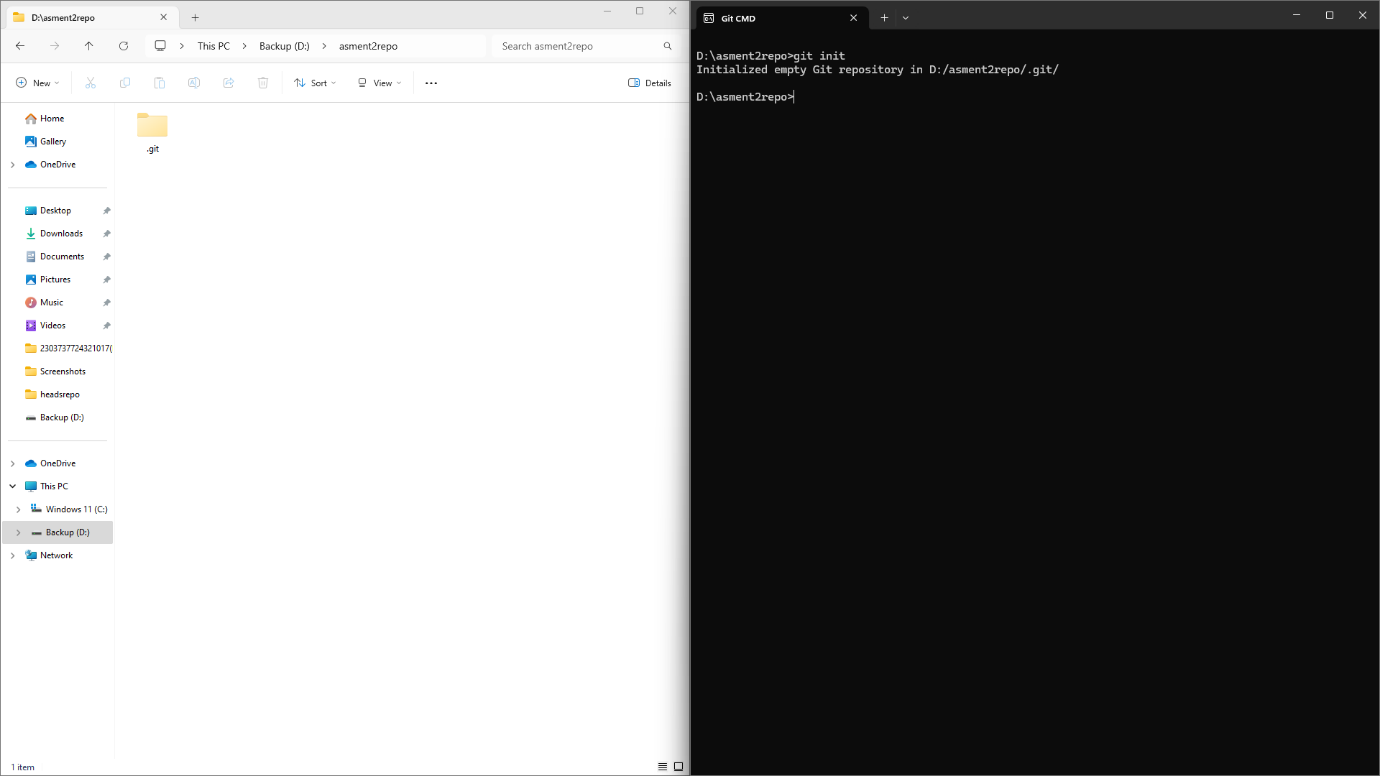 D:\asment2repo
This PC
Backup (D:)
asment2repo
Search asment2repo
New
Sort
View
Details
Home
Gallery
OneDrive
Desktop
Downloads
Documents
Pictures
Music
Videos
2303737724321017(
Screenshots
headsrepo
Backup (D:)
OneDrive
This PC
Windows 11 (C:)
Backup (D:)
Network
.git
1 item
Git CMD
D:\asment2repo>git init
Initialized empty Git repository in D:/asment2repo/.git/
D:\asment2repo>